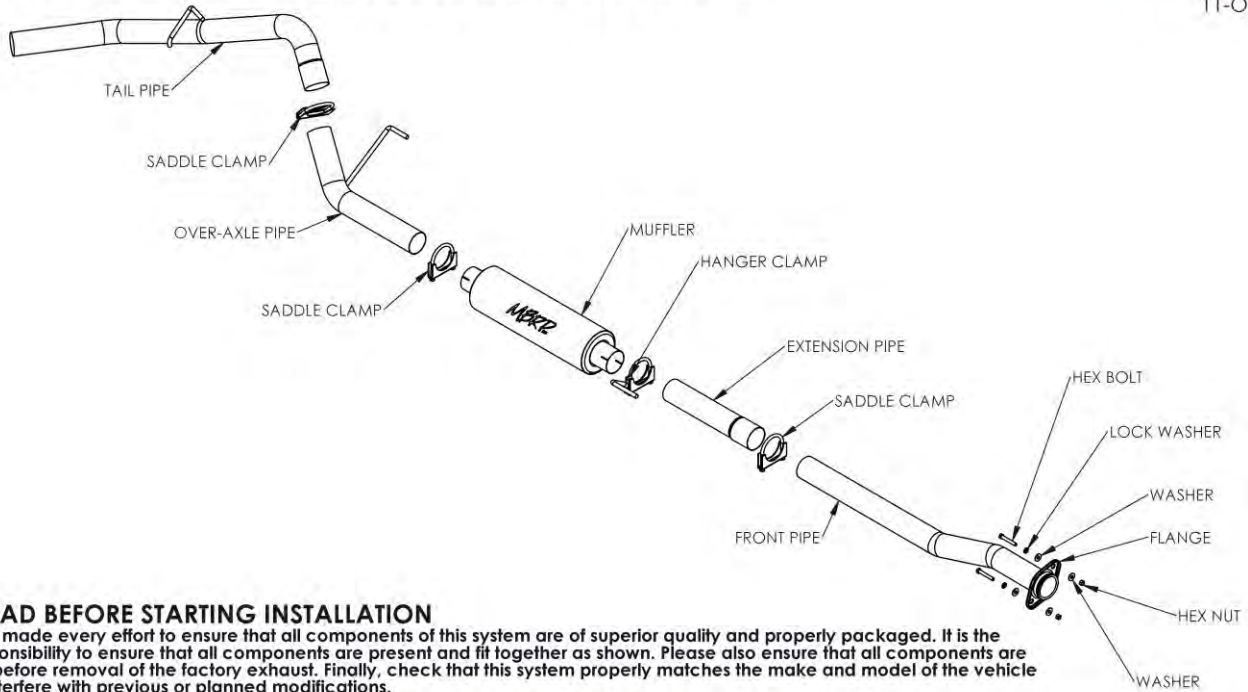 11-O
TAIL PIPE
SADDLE CLAMP
OVER-AXLE PIPE
SADDLE CLAMP
MUFFLER
HANGER CLAMP
MBRP
EXTENSION PIPE
SADDLE CLAMP
HEX BOLT
LOCK WASHER
WASHER
FLANGE
FRONT PIPE
HEX NUT
WASHER
AD BEFORE STARTING INSTALLATION
made every effort to ensure that all components of this system are of superior quality and properly packaged. It is the
onsibility to ensure that all components are present and fit together as shown. Please also ensure that all components are
before removal of the factory exhaust. Finally, check that this system properly matches the make and model of the vehicle
terfere with previous or planned modifications.